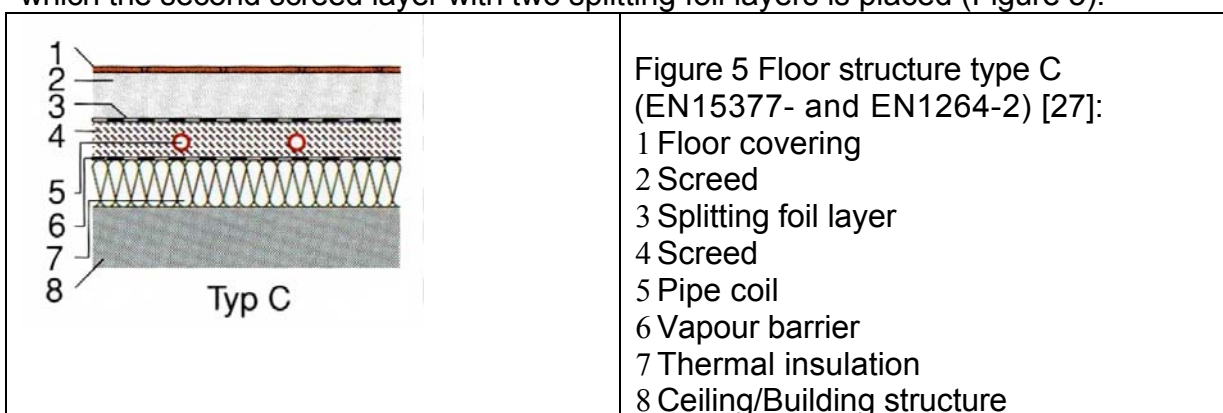 which the second screed layer with two splitting foil layers is placed (Figure 5).
1
2
3
4
5
6
7
8
Typ C
Figure 5 Floor structure type C
(EN15377- and EN1264-2) [27]:
1 Floor covering
2 Screed
3 Splitting foil layer
4 Screed
5 Pipe coil
6 Vapour barrier
7 Thermal insulation
8 Ceiling/Building structure